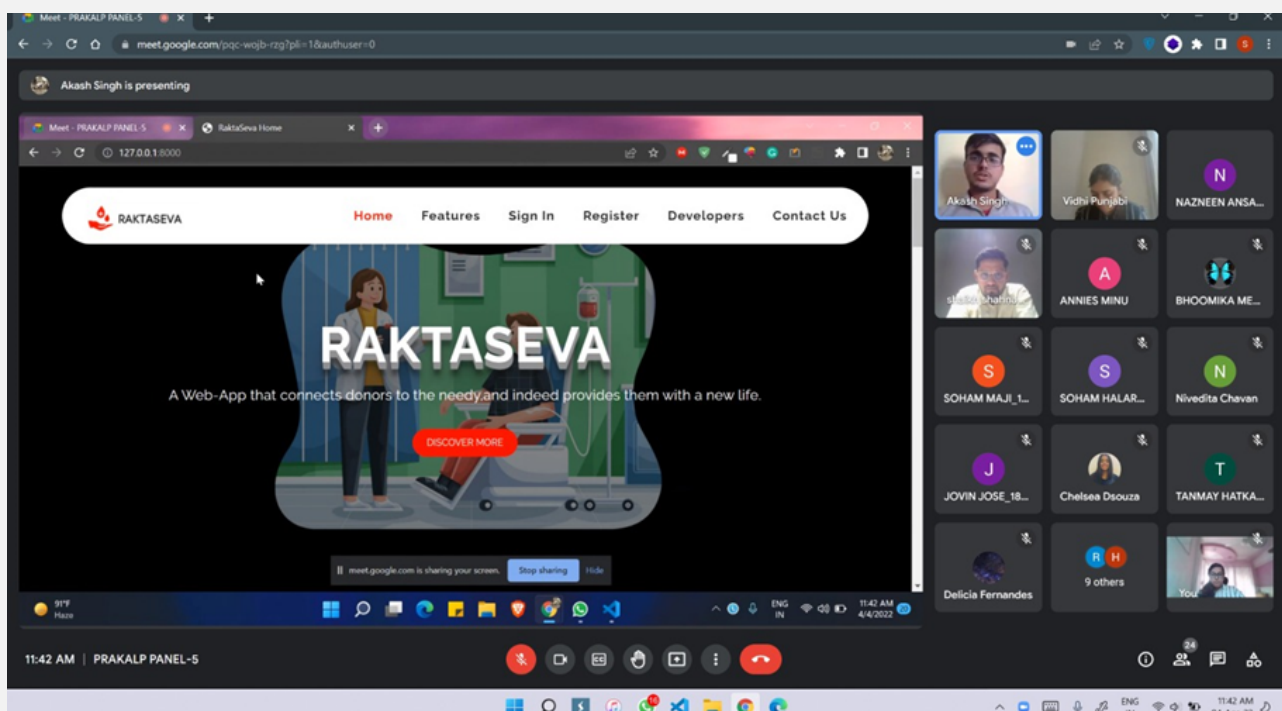 Meet - PRAKALP PANEL-5
meet.google.com/pqc-wojb-rzg?pli=1&authuser=0
Akash Singh is presenting
Meet - PRAKALP PANEL-5
RaktaSeva Home
127.0.0.1:8000
RAKTASEVA
Home Features Sign In Register Developers Contact Us
RAKTASEVA
A Web-App that connects donors to the needy and indeed provides them with a new life.
DISCOVER MORE
meet.google.com is sharing your screen. Stop sharing Hide
91°F
Haze
ENG
IN
11:42 AM
4/4/2022
Akash Singh
Vidhi Punjabi
N
NAZNEEN ANSA...
A
ANNIES MINU
BHOOMIKA ME...
S
SOHAM MAJI_1...
S
SOHAM HALAR...
N
Nivedita Chavan
J
JOVIN JOSE_18...
Chelsea Dsouza
T
TANMAY HATKA...
Delicia Fernandes
R H
9 others
You
11:42 AM | PRAKALP PANEL-5
24
ENG
11:42 AM